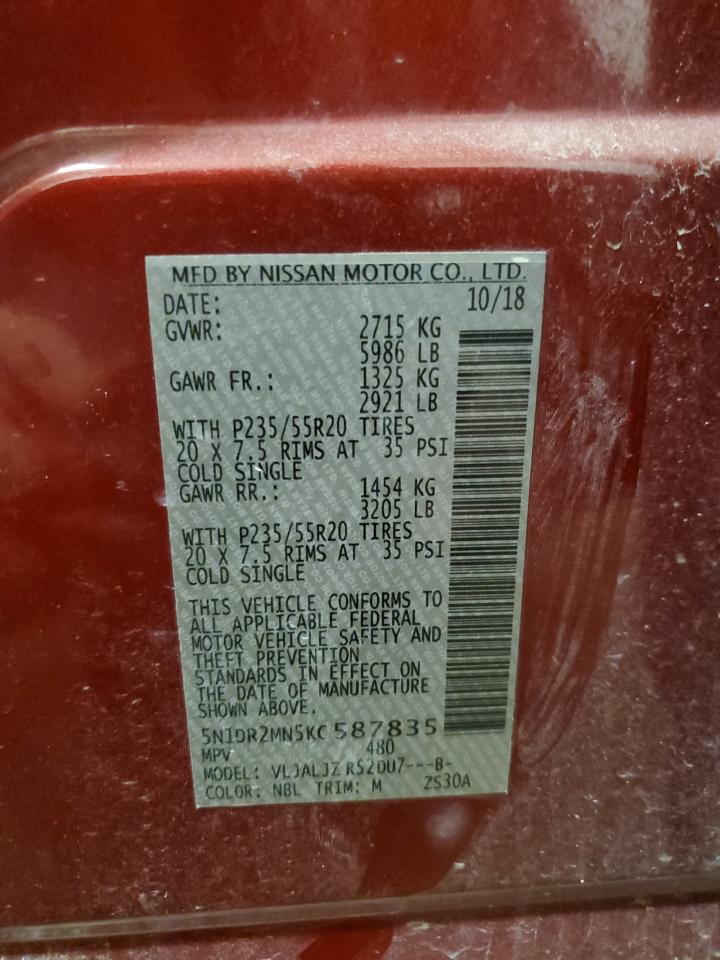 MFD BY NISSAN MOTOR CO., LTD.
DATE: 10/18
GVWR: 2715 KG
5986 LB
GAWR FR.: 1325 KG
2921 LB
WITH P235/55R20 TIRES
20 X 7.5 RIMS AT 35 PSI
COLD SINGLE
GAWR RR.: 1454 KG
3205 LB
WITH P235/55R20 TIRES
20 X 7.5 RIMS AT 35 PSI
COLD SINGLE
THIS VEHICLE CONFORMS TO
ALL APPLICABLE FEDERAL
MOTOR VEHICLE SAFETY AND
THEFT PREVENTION
STANDARDS IN EFFECT ON
THE DATE OF MANUFACTURE
SHOWN ABOVE.
5N1DR2MN5KC 587835
MPV 480
MODEL: VLJALJZ R52DU7---B-
COLOR: NBL TRIM: M ZS30A